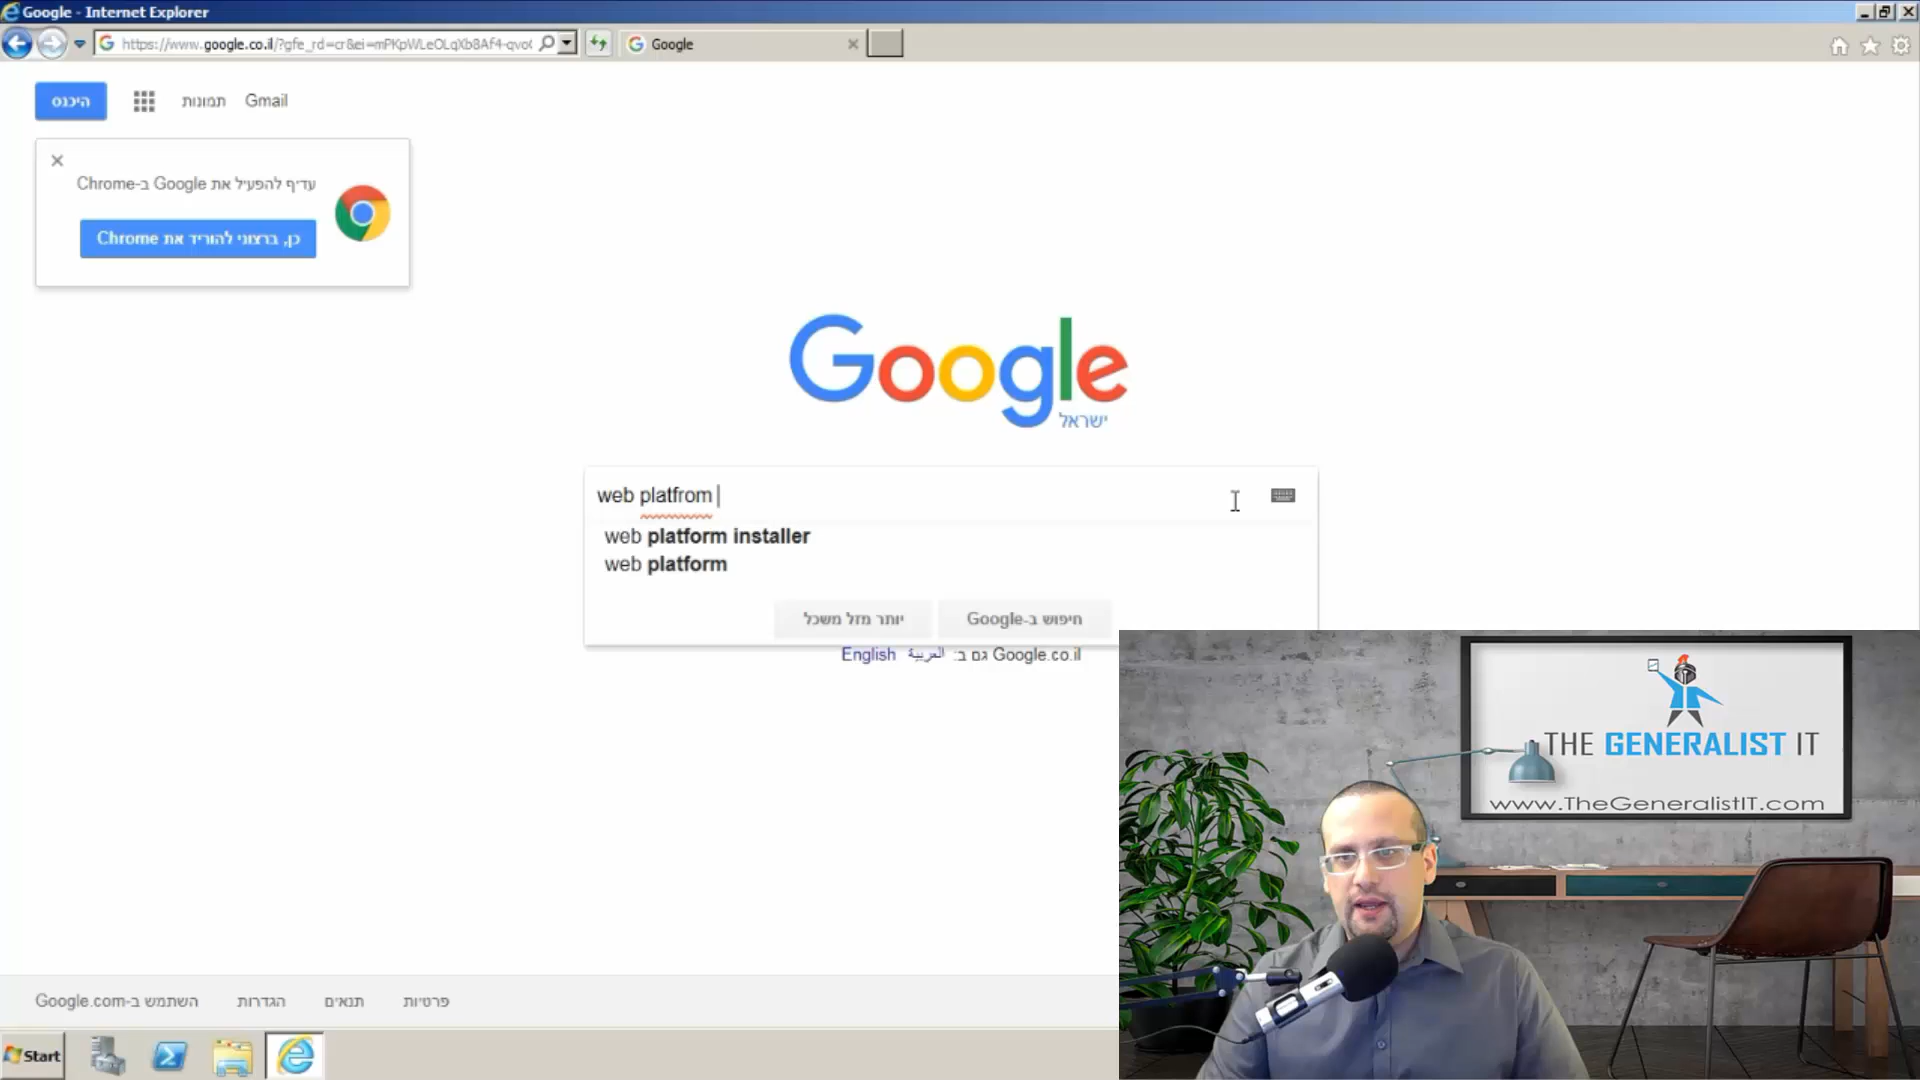 Google - Internet Explorer
https://www.google.co.il/?gfe_rd=cr&ei=mPKpWLeOLqXb8Af4-qvo
Google
היכנס
תמונות
Gmail
עדיף להפעיל את Google ב-Chrome
כן, ברצוני להוריד את Chrome
Google
ישראל
web platfrom
web platform installer
web platform
חיפוש ב-Google
יותר מזל משכל
Google.co.il גם ב: العربية English
THE GENERALIST IT
www.TheGeneralistIT.com
פרטיות
תנאים
הגדרות
השתמש ב-Google.com
Start